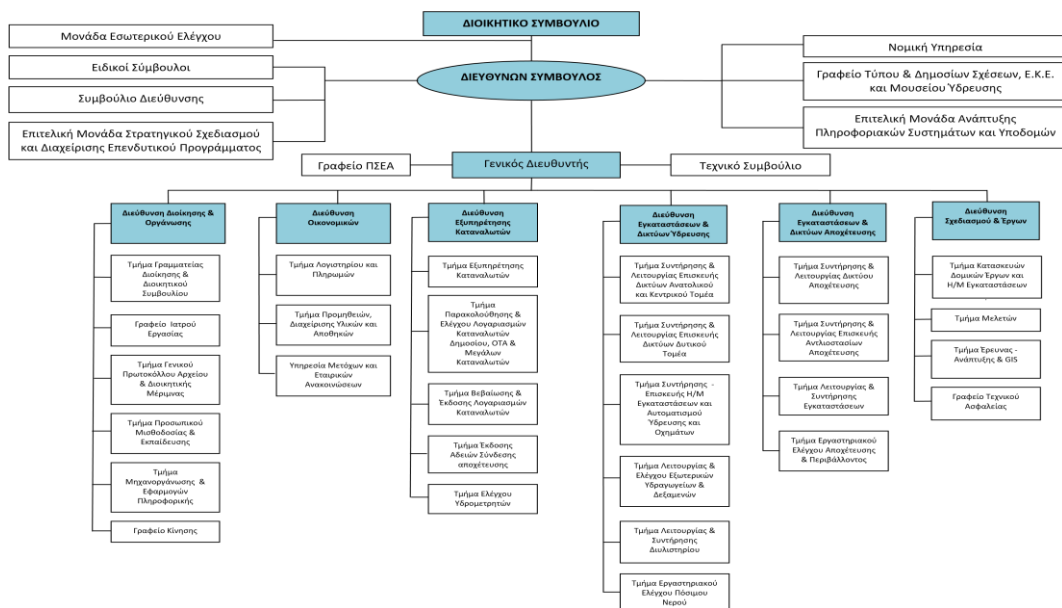 ΔΙΟΙΚΗΤΙΚΟ ΣΥΜΒΟΥΛΙΟ
Μονάδα Εσωτερικού Ελέγχου
Ειδικοί Σύμβουλοι
Συμβούλιο Διεύθυνσης
Επιτελική Μονάδα Στρατηγικού Σχεδιασμού
και Διαχείρισης Επενδυτικού Προγράμματος
ΔΙΕΥΘΥΝΩΝ ΣΥΜΒΟΥΛΟΣ
Νομική Υπηρεσία
Γραφείο Τύπου & Δημοσίων Σχέσεων, Ε.Κ.Ε.
και Μουσείου Ύδρευσης
Επιτελική Μονάδα Ανάπτυξης
Πληροφοριακών Συστημάτων και Υποδομών
Γραφείο ΠΣΕΑ
Γενικός Διευθυντής
Τεχνικό Συμβούλιο
Διεύθυνση Διοίκησης &
Οργάνωσης
Τμήμα Γραμματείας
Διοίκησης &
Διοικητικού
Συμβουλίου
Γραφείο Ιατρού
Εργασίας
Τμήμα Γενικού
Πρωτοκόλλου Αρχείου
& Διοικητικής
Μέριμνας
Τμήμα Προσωπικού
Μισθοδοσίας &
Εκπαίδευσης
Τμήμα
Μηχανοργάνωσης &
Εφαρμογών
Πληροφορικής
Γραφείο Κίνησης
Διεύθυνση
Οικονομικών
Τμήμα Λογιστηρίου και
Πληρωμών
Τμήμα Προμηθειών,
Διαχείρισης Υλικών και
Αποθηκών
Υπηρεσία Μετόχων και
Εταιρικών
Ανακοινώσεων
Διεύθυνση
Εξυπηρέτησης
Καταναλωτών
Τμήμα Εξυπηρέτησης
Καταναλωτών
Τμήμα
Παρακολούθησης &
Ελέγχου Λογαριασμών
Καταναλωτών
Δημοσίου, ΟΤΑ &
Μεγάλων
Καταναλωτών
Τμήμα Βεβαίωσης &
Έκδοσης Λογαριασμών
Καταναλωτών
Τμήμα Έκδοσης
Αδειών Σύνδεσης
αποχέτευσης
Τμήμα Ελέγχου
Υδρομετρητών
Διεύθυνση
Εγκαταστάσεων &
Δικτύων Ύδρευσης
Τμήμα Συντήρησης &
Λειτουργίας Επισκευής
Δικτύων Ανατολικού
και Κεντρικού Τομέα
Τμήμα Συντήρησης &
Λειτουργίας Επισκευής
Δικτύων Δυτικού
Τομέα
Τμήμα Συντήρησης -
Επισκευής Η/Μ
Εγκαταστάσεων και
Αυτοματισμού
Ύδρευσης και
Οχημάτων
Τμήμα Λειτουργίας &
Ελέγχου Εξωτερικών
Υδραγωγείων &
Δεξαμενών
Τμήμα Λειτουργίας &
Συντήρησης
Διυλιστηρίου
Τμήμα Εργαστηριακού
Ελέγχου Πόσιμου
Νερού
Διεύθυνση
Εγκαταστάσεων &
Δικτύων Αποχέτευσης
Τμήμα Συντήρησης &
Λειτουργίας Δικτύου
Αποχέτευσης
Τμήμα Συντήρησης &
Λειτουργίας Επισκευής
Αντλιοστασίων
Αποχέτευσης
Τμήμα Λειτουργίας &
Συντήρησης
Εγκαταστάσεων
Τμήμα Εργαστηριακού
Ελέγχου Αποχέτευσης
& Περιβάλλοντος
Διεύθυνση
Σχεδιασμού & Έργων
Τμήμα Κατασκευών
Δομικών Έργων και
Η/Μ Εγκαταστάσεων
Τμήμα Μελετών
Τμήμα Έρευνας -
Ανάπτυξης & GIS
Γραφείο Τεχνικού
Ασφαλείας